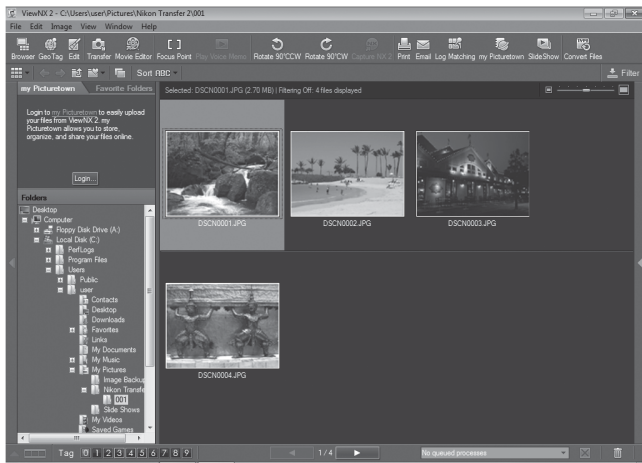 ViewNX 2 - C:\Users\user\Pictures\Nikon Transfer 2\001
File Edit Image View Window Help
Browser GeoTag Edit Transfer Movie Editor Focus Point Play Voice Memo Rotate 90°CCW Rotate 90°CW Capture NX 2 Print Email Log Matching my Picturetown SlideShow Convert Files
Sort ABC Filter
my Picturetown Favorite Folders
Selected: DSCN0001.JPG (2.70 MB) | Filtering Off: 4 files displayed
Login to my Picturetown to easily upload
your files from ViewNX 2. my
Picturetown allows you to store,
organize, and share your files online.
Login...
Folders
Desktop
Computer
Floppy Disk Drive (A:)
Local Disk (C:)
PerfLogs
Program Files
Users
Public
user
Contacts
Desktop
Downloads
Favorites
Links
My Documents
My Music
My Pictures
Image Backup
Nikon Transfe
001
Slide Shows
My Videos
Saved Games
DSCN0001.JPG
DSCN0002.JPG
DSCN0003.JPG
DSCN0004.JPG
Tag 0 1 2 3 4 5 6 7 8 9
1/4
No queued processes